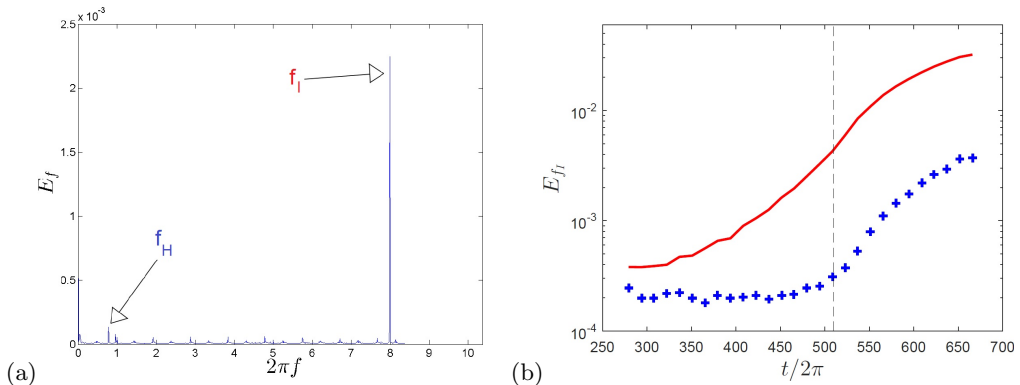 × 10⁻³
2.5
2
1.5
1
0.5
0
E_f
f_I
f_H
0 1 2 3 4 5 6 7 8 9 10
2πf
(a)
10⁻²
10⁻³
10⁻⁴
E_{f_I}
250 300 350 400 450 500 550 600 650 700
t/2π
(b)